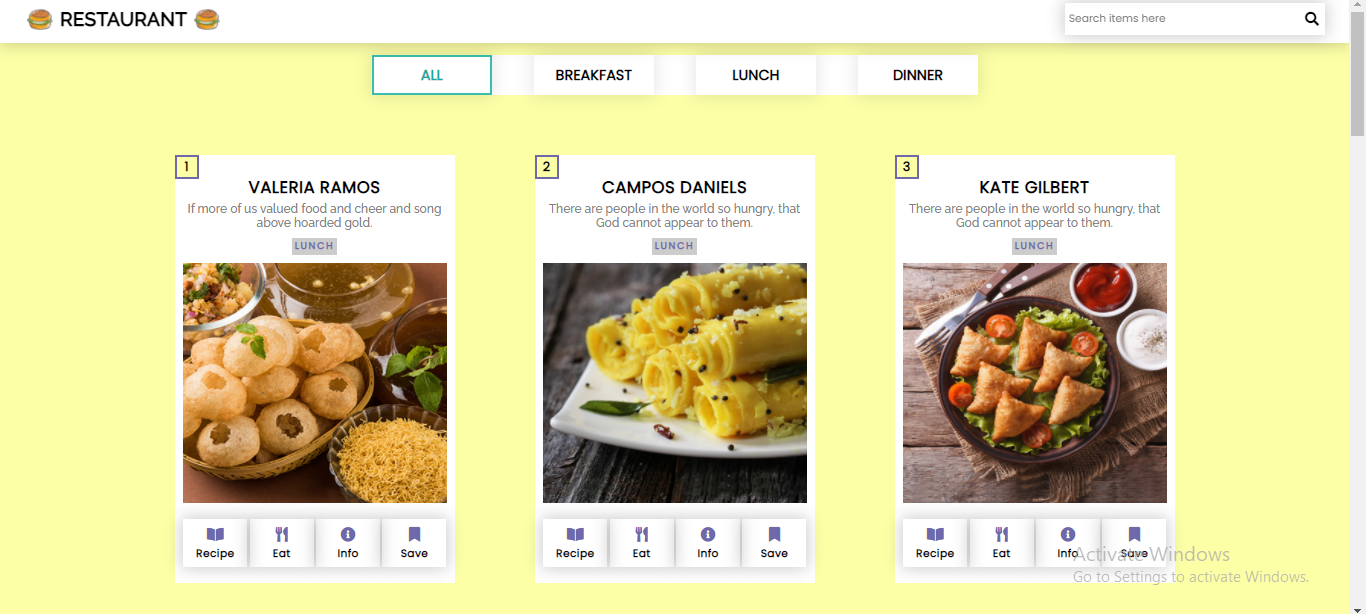 RESTAURANT
Search items here
ALL
BREAKFAST
LUNCH
DINNER
1
VALERIA RAMOS
If more of us valued food and cheer and song
above hoarded gold.
LUNCH
Recipe
Eat
Info
Save
2
CAMPOS DANIELS
There are people in the world so hungry, that
God cannot appear to them.
LUNCH
Recipe
Eat
Info
Save
3
KATE GILBERT
There are people in the world so hungry, that
God cannot appear to them.
LUNCH
Recipe
Eat
Info
Save
Activate Windows
Go to Settings to activate Windows.